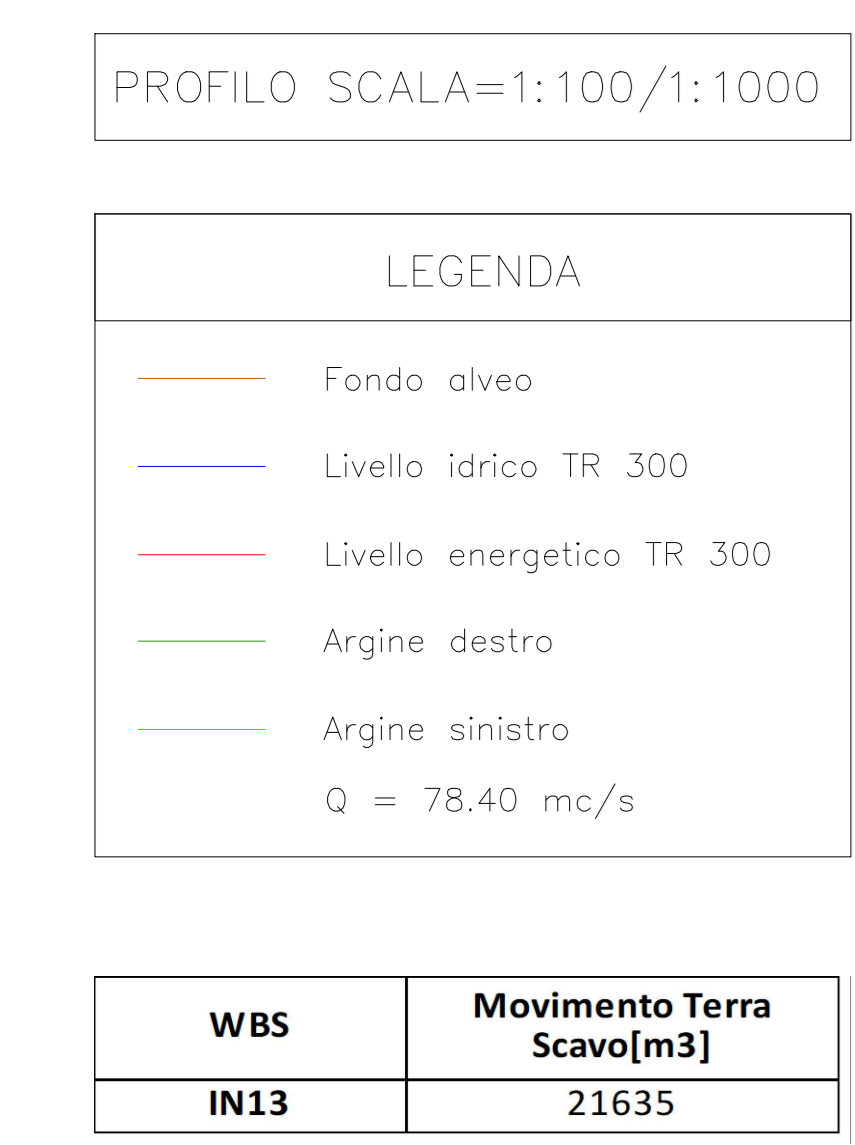 PROFILO SCALA=1:100/1:1000
LEGENDA
Fondo alveo
Livello idrico TR 300
Livello energetico TR 300
Argine destro
Argine sinistro
Q = 78.40 mc/s
WBS
Movimento Terra
Scavo[m3]
IN13
21635